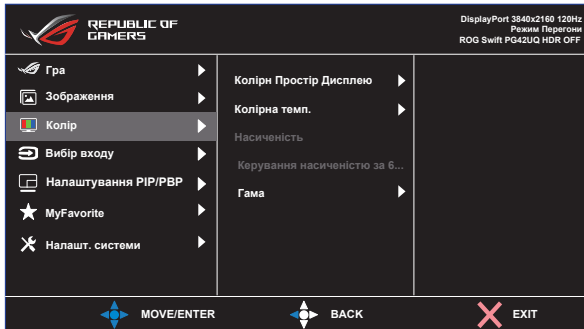 REPUBLIC OF
GAMERS
DisplayPort 3840x2160 120Hz
Режим Перегони
ROG Swift PG42UQ HDR OFF
Гра
Зображення
Колір
Вибір входу
Налаштування PIP/PBP
MyFavorite
Налашт. системи
Колірн Простір Дисплею
Колірна темп.
Насиченість
Керування насиченістю за 6...
Гама
MOVE/ENTER
BACK
EXIT